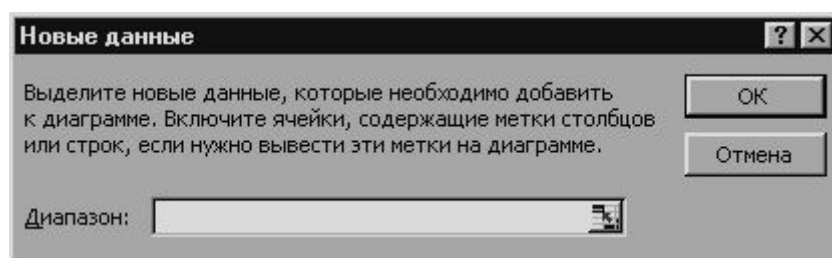 Новые данные
Выделите новые данные, которые необходимо добавить
к диаграмме. Включите ячейки, содержащие метки столбцов
или строк, если нужно вывести эти метки на диаграмме.
OK
Отмена
Диапазон: